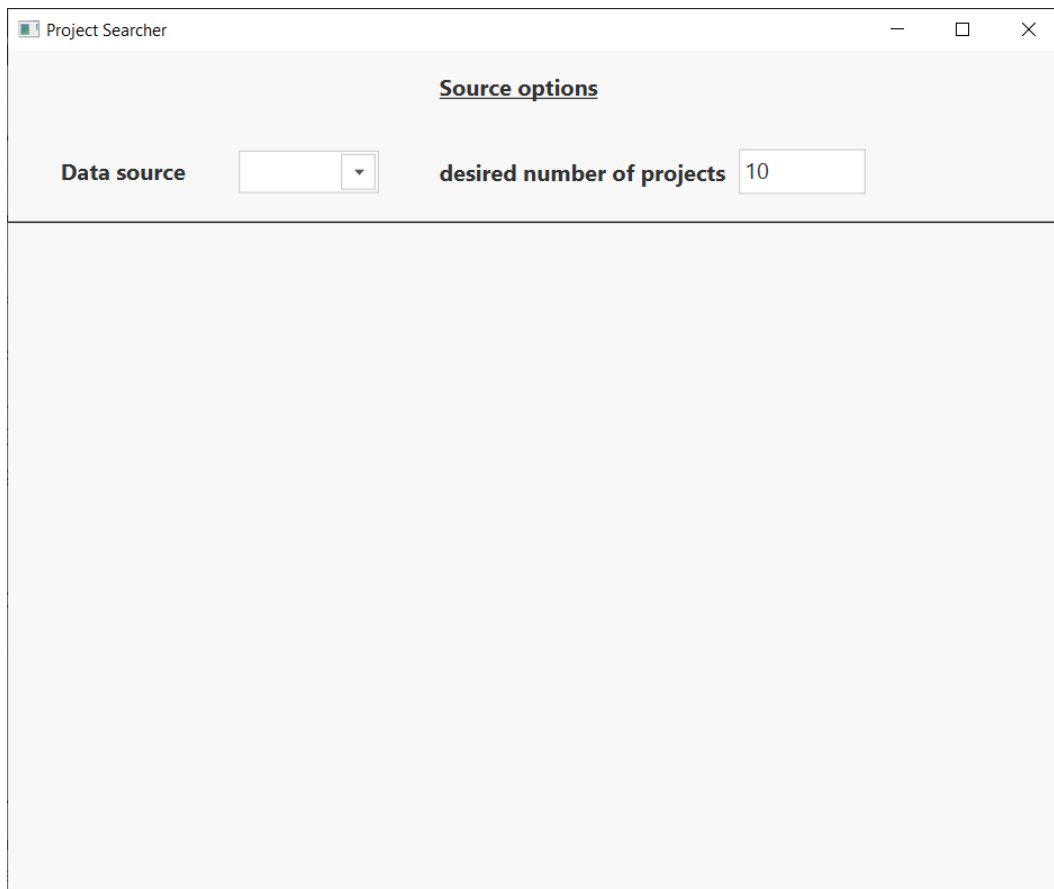 Project Searcher
Source options
Data source
desired number of projects 10